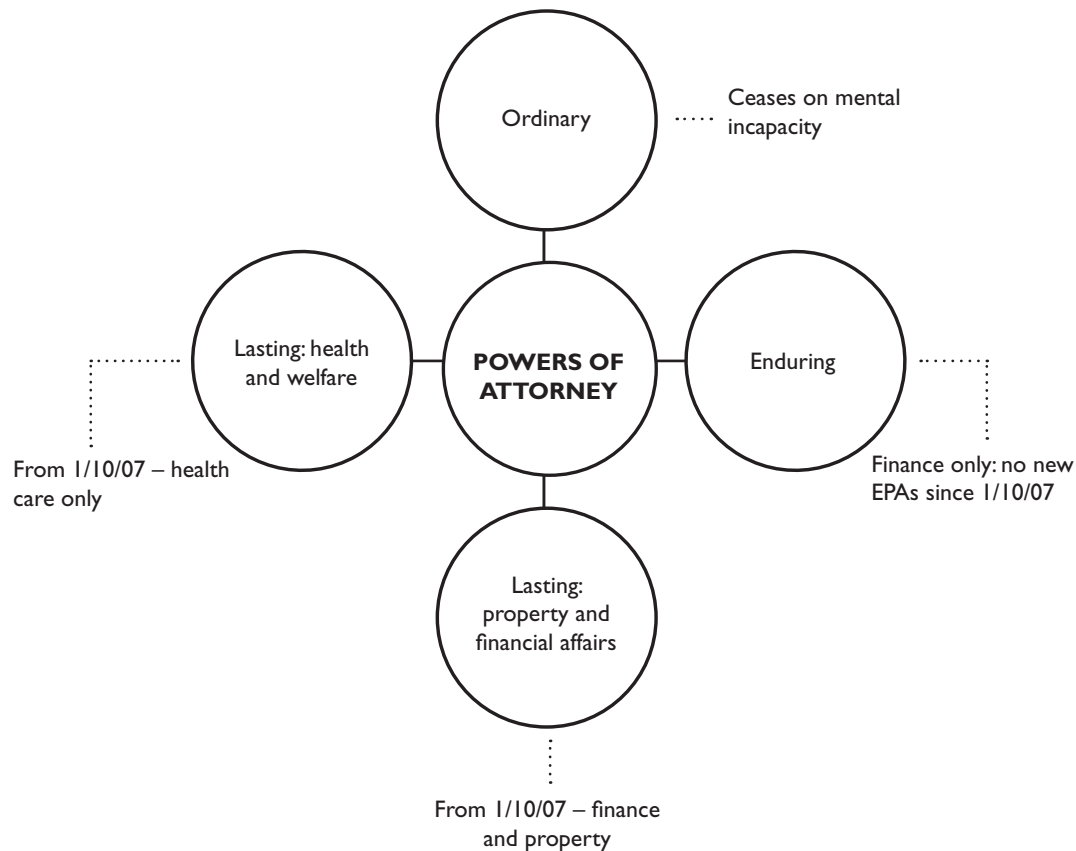 Ordinary
Ceases on mental
incapacity
Lasting: health
and welfare
POWERS OF
ATTORNEY
Enduring
From 1/10/07 – health
care only
Finance only: no new
EPAs since 1/10/07
Lasting:
property and
financial affairs
From 1/10/07 – finance
and property